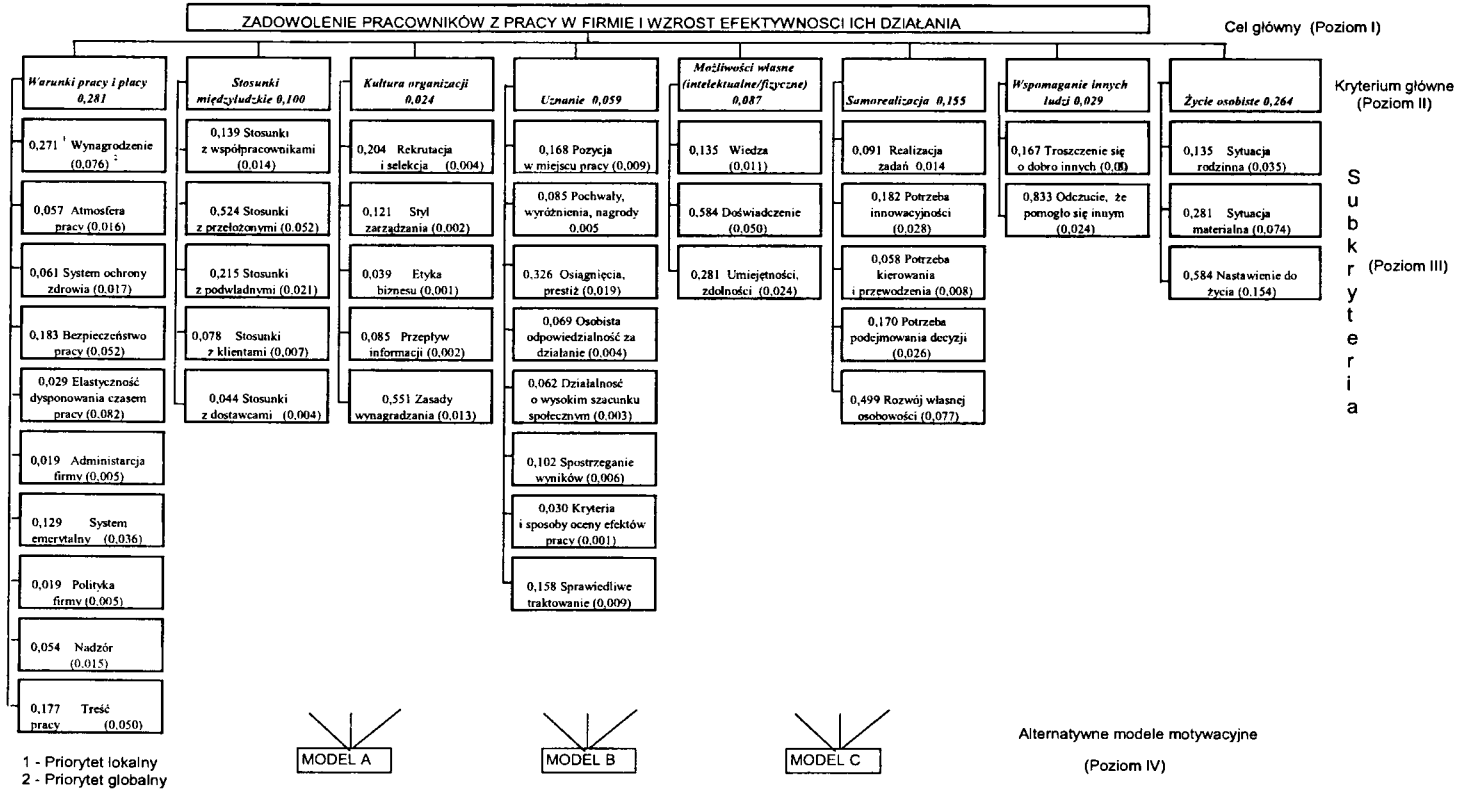 ZADOWOLENIE PRACOWNIKÓW Z PRACY W FIRMIE I WZROST EFEKTYWNOSCI ICH DZIAŁANIA
Cel główny (Poziom I)
Warunki pracy i płacy
0,281
0,271 ¹ Wynagrodzenie
(0,076) ²
0,057 Atmosfera
pracy (0,016)
0,061 System ochrony
zdrowia (0,017)
0,183 Bezpieczeństwo
pracy (0,052)
0,029 Elastyczność
dysponowania czasem
pracy (0,082)
0,019 Administarcja
firmy (0,005)
0,129 System
emerytalny (0,036)
0,019 Polityka
firmy (0,005)
0,054 Nadzór
(0,015)
0,177 Treść
pracy (0,050)
Stosunki
międzyludzkie 0,100
0,139 Stosunki
z współpracownikami
(0,014)
0,524 Stosunki
z przełożonymi (0,052)
0,215 Stosunki
z podwładnymi (0,021)
0,078 Stosunki
z klientami (0,007)
0,044 Stosunki
z dostawcami (0,004)
Kultura organizacji
0,024
0,204 Rekrutacja
i selekcja (0,004)
0,121 Styl
zarządzania (0,002)
0,039 Etyka
biznesu (0,001)
0,085 Przepływ
informacji (0,002)
0,551 Zasady
wynagradzania (0,013)
Uznanie 0,059
0,168 Pozycja
w miejscu pracy (0,009)
0,085 Pochwały,
wyróżnienia, nagrody
0,005
0,326 Osiągnięcia,
prestiż (0,019)
0,069 Osobista
odpowiedzialność za
działanie (0,004)
0,062 Działalność
o wysokim szacunku
społecznym (0,003)
0,102 Spostrzeganie
wyników (0,006)
0,030 Kryteria
i sposoby oceny efektów
pracy (0,001)
0,158 Sprawiedliwe
traktowanie (0,009)
Możliwości własne
(intelektualne/fizyczne)
0,087
0,135 Wiedza
(0,011)
0,584 Doświadczenie
(0,050)
0,281 Umiejętności,
zdolności (0,024)
Samorealizacja 0,155
0,091 Realizacja
zadań 0,014
0,182 Potrzeba
innowacyjności
(0,028)
0,058 Potrzeba
kierowania
i przewodzenia (0,008)
0,170 Potrzeba
podejmowania decyzji
(0,026)
0,499 Rozwój własnej
osobowości (0,077)
Wspomaganie innych
ludzi 0,029
0,167 Troszczenie się
o dobro innych
0,833 Odczucie, że
pomogło się innym
(0,024)
Życie osobiste 0,264
0,135 Sytuacja
rodzinna (0,035)
0,281 Sytuacja
materialna (0,074)
0,584 Nastawienie do
życia (0,154)
Kryterium główne
(Poziom II)
Subkryteria
(Poziom III)
MODEL A
MODEL B
MODEL C
Alternatywne modele motywacyjne
(Poziom IV)
1 - Priorytet lokalny
2 - Priorytet globalny